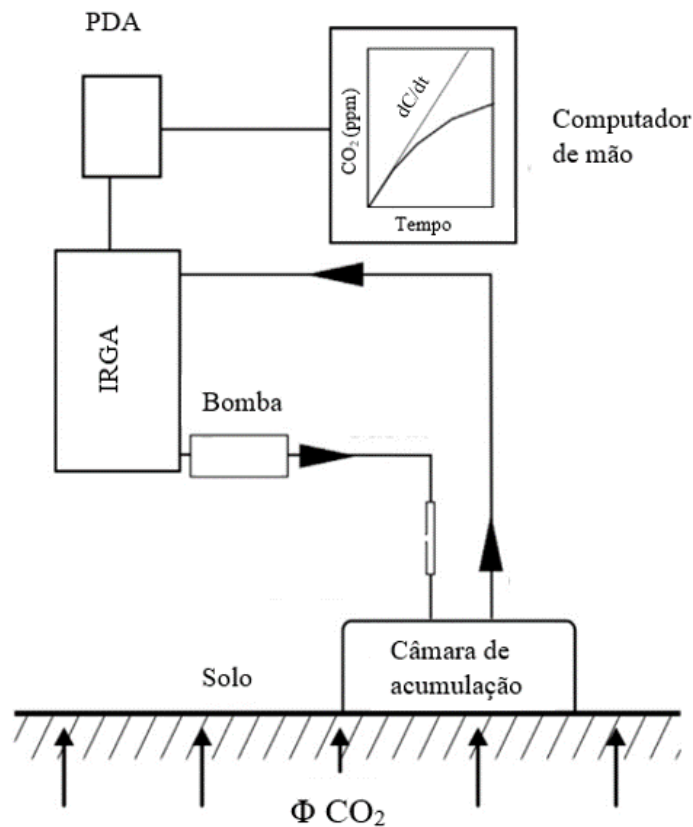 PDA
CO₂ (ppm)
dC/dt
Tempo
Computador
de mão
IRGA
Bomba
Câmara de
acumulação
Solo
Φ CO₂